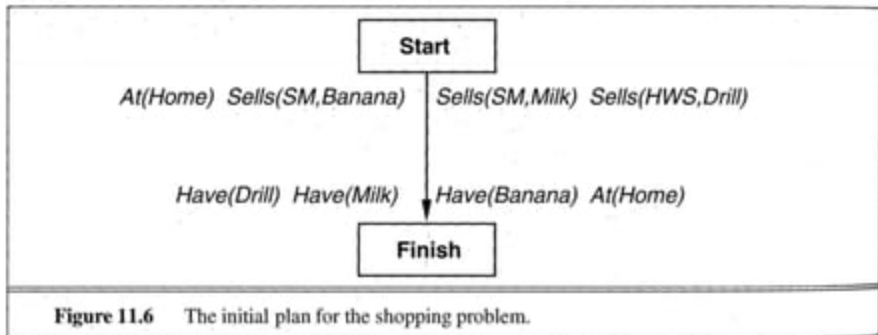 Start
At(Home) Sells(SM,Banana) Sells(SM,Milk) Sells(HWS,Drill)
Have(Drill) Have(Milk) Have(Banana) At(Home)
Finish
Figure 11.6 The initial plan for the shopping problem.